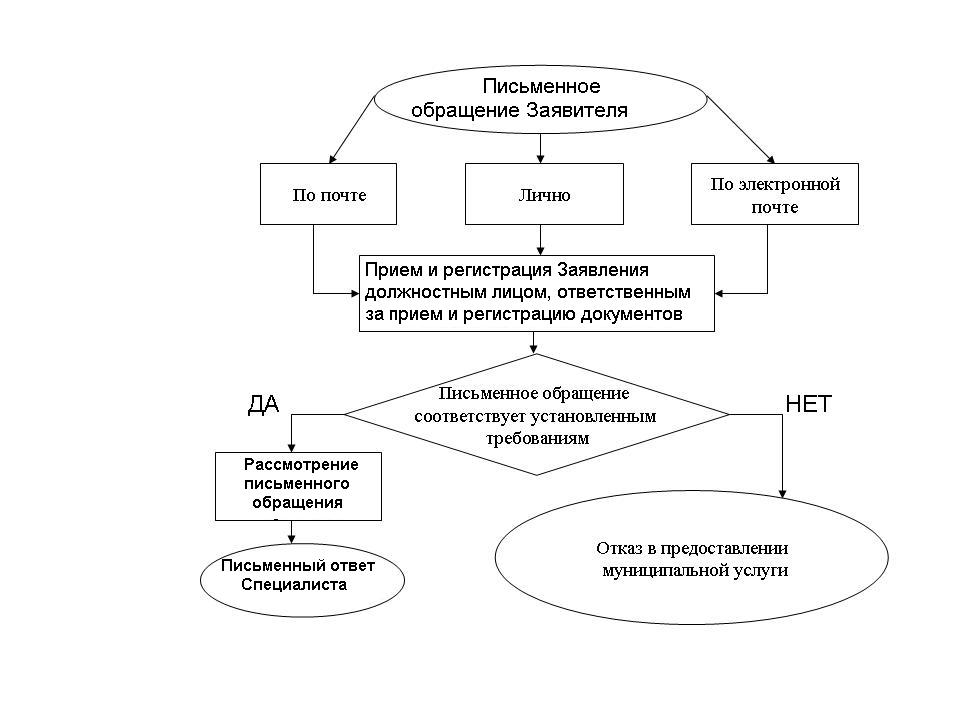 Письменное
обращение Заявителя
По почте
Лично
По электронной
почте
Прием и регистрация Заявления
должностным лицом, ответственным
за прием и регистрацию документов
Письменное обращение
соответствует установленным
требованиям
ДА
НЕТ
Рассмотрение
письменного
обращения
Письменный ответ
Специалиста
Отказ в предоставлении
муниципальной услуги